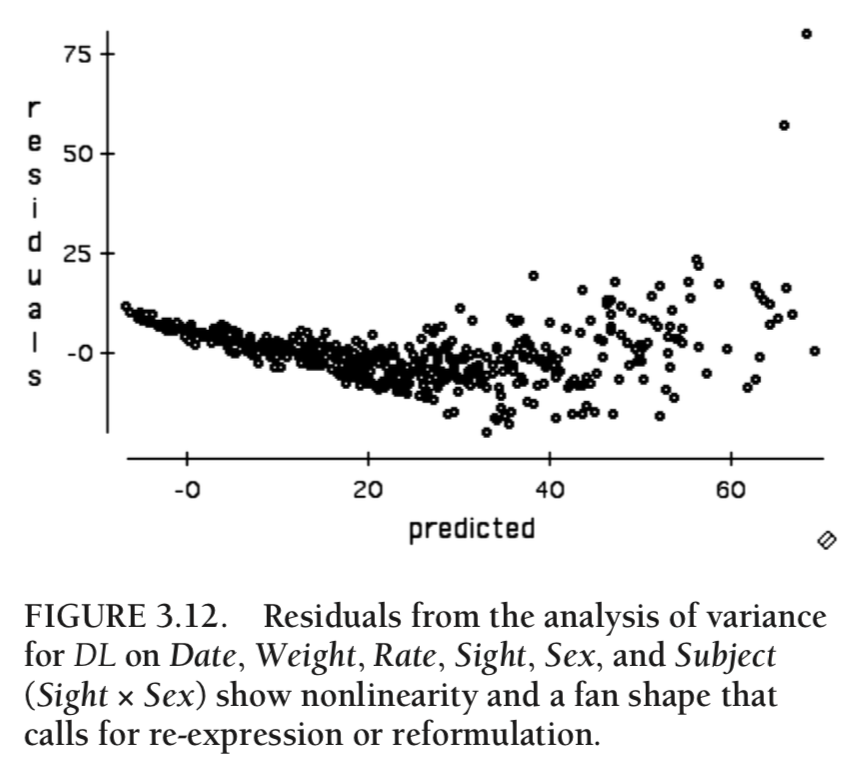 75
50
25
-0
residuals
-0 20 40 60
predicted
FIGURE 3.12. Residuals from the analysis of variance
for DL on Date, Weight, Rate, Sight, Sex, and Subject
(Sight × Sex) show nonlinearity and a fan shape that
calls for re-expression or reformulation.